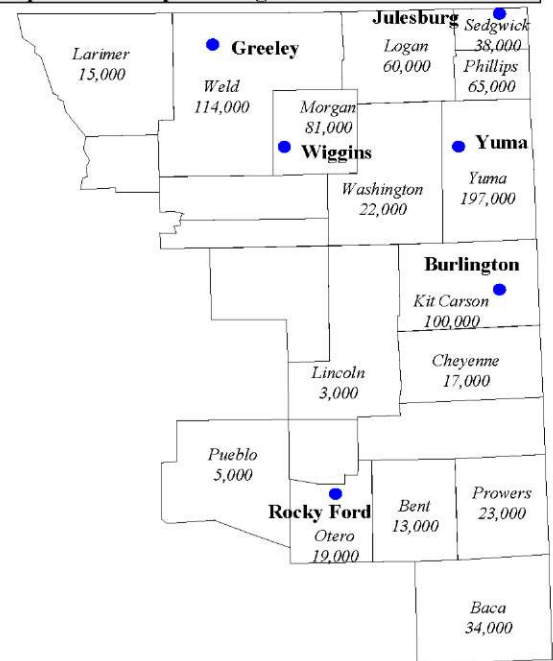 Julesburg
Sedgwick
38,000
Larimer
15,000
Greeley
Logan
60,000
Phillips
65,000
Weld
114,000
Morgan
81,000
Wiggins
Yuma
Yuma
197,000
Washington
22,000
Burlington
Kit Carson
100,000
Cheyenne
17,000
Lincoln
3,000
Pueblo
5,000
Rocky Ford
Otero
19,000
Bent
13,000
Prowers
23,000
Baca
34,000